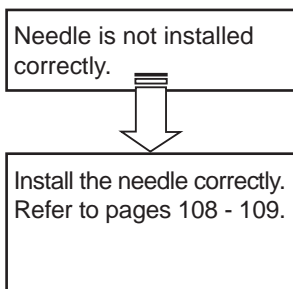 Needle is not installed
correctly.
Install the needle correctly.
Refer to pages 108 - 109.